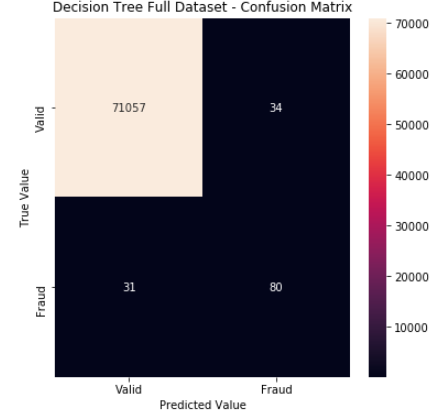 Decision Tree Full Dataset - Confusion Matrix
True Value
Valid
Fraud
71057
34
31
80
Valid
Fraud
Predicted Value
70000
60000
50000
40000
30000
20000
10000